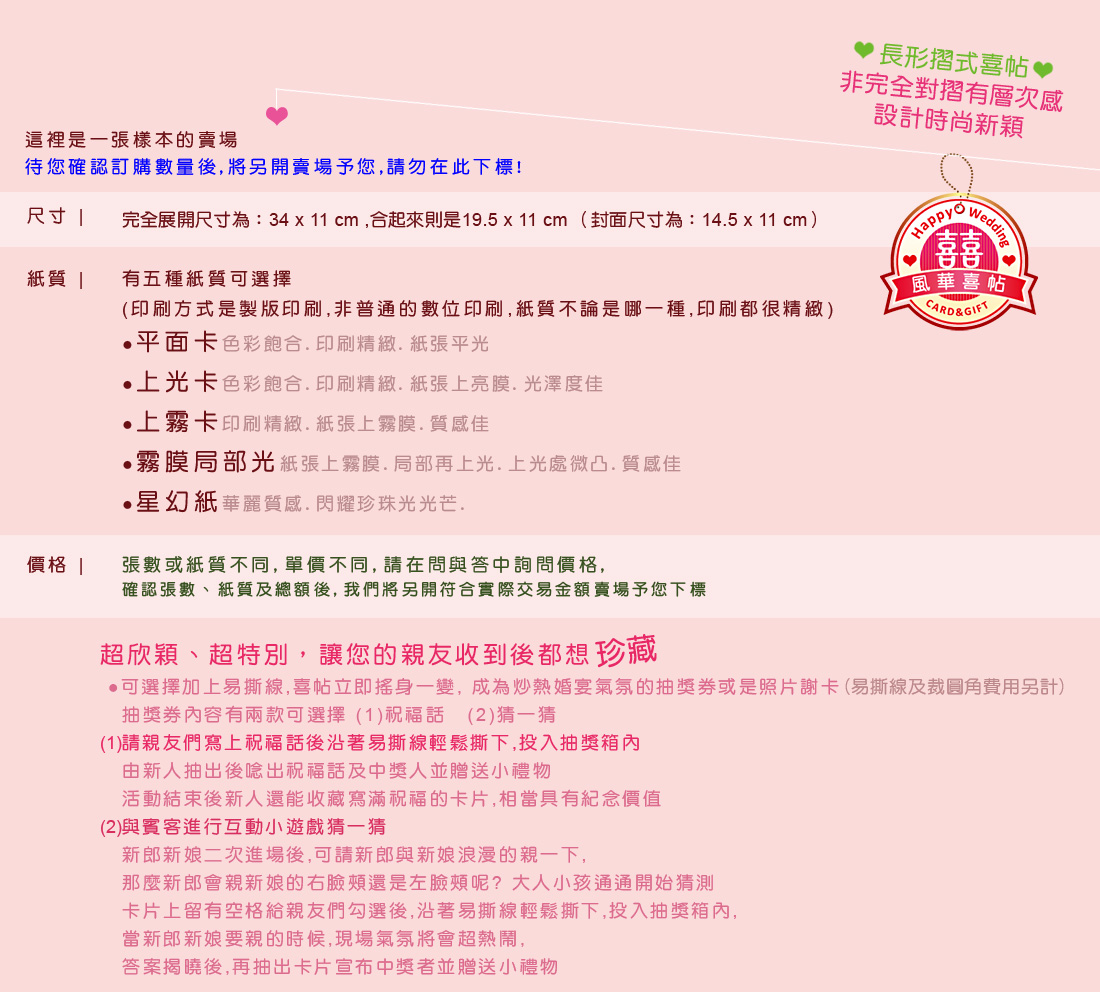 ❤長形摺式喜帖❤
非完全對摺有層次感
設計時尚新穎
這裡是一張樣本的賣場
待您確認訂購數量後,將另開賣場予您,請勿在此下標!
尺寸 | 完全展開尺寸為：34 x 11 cm ,合起來則是19.5 x 11 cm （封面尺寸為：14.5 x 11 cm）
Happy Wedding
囍囍
風華喜帖
CARD&GIFT
紙質 | 有五種紙質可選擇
(印刷方式是製版印刷,非普通的數位印刷,紙質不論是哪一種,印刷都很精緻)
●平面卡 色彩飽合. 印刷精緻. 紙張平光
●上光卡 色彩飽合. 印刷精緻. 紙張上亮膜. 光澤度佳
●上霧卡 印刷精緻. 紙張上霧膜. 質感佳
●霧膜局部光 紙張上霧膜. 局部再上光. 上光處微凸. 質感佳
●星幻紙 華麗質感. 閃耀珍珠光光芒.
價格 | 張數或紙質不同, 單價不同, 請在問與答中詢問價格,
確認張數、紙質及總額後, 我們將另開符合實際交易金額賣場予您下標
超欣穎、超特別，讓您的親友收到後都想珍藏
●可選擇加上易撕線,喜帖立即搖身一變, 成為炒熱婚宴氣氛的抽獎券或是照片謝卡(易撕線及裁圓角費用另計)
抽獎券內容有兩款可選擇 (1)祝福話 (2)猜一猜
(1)請親友們寫上祝福話後沿著易撕線輕鬆撕下,投入抽獎箱內
由新人抽出後唸出祝福話及中獎人並贈送小禮物
活動結束後新人還能收藏寫滿祝福的卡片,相當具有紀念價值
(2)與賓客進行互動小遊戲猜一猜
新郎新娘二次進場後,可請新郎與新娘浪漫的親一下,
那麼新郎會親新娘的右臉頰還是左臉頰呢? 大人小孩通通開始猜測
卡片上留有空格給親友們勾選後,沿著易撕線輕鬆撕下,投入抽獎箱內,
當新郎新娘要親的時候,現場氣氛將會超熱鬧,
答案揭曉後,再抽出卡片宣布中獎者並贈送小禮物